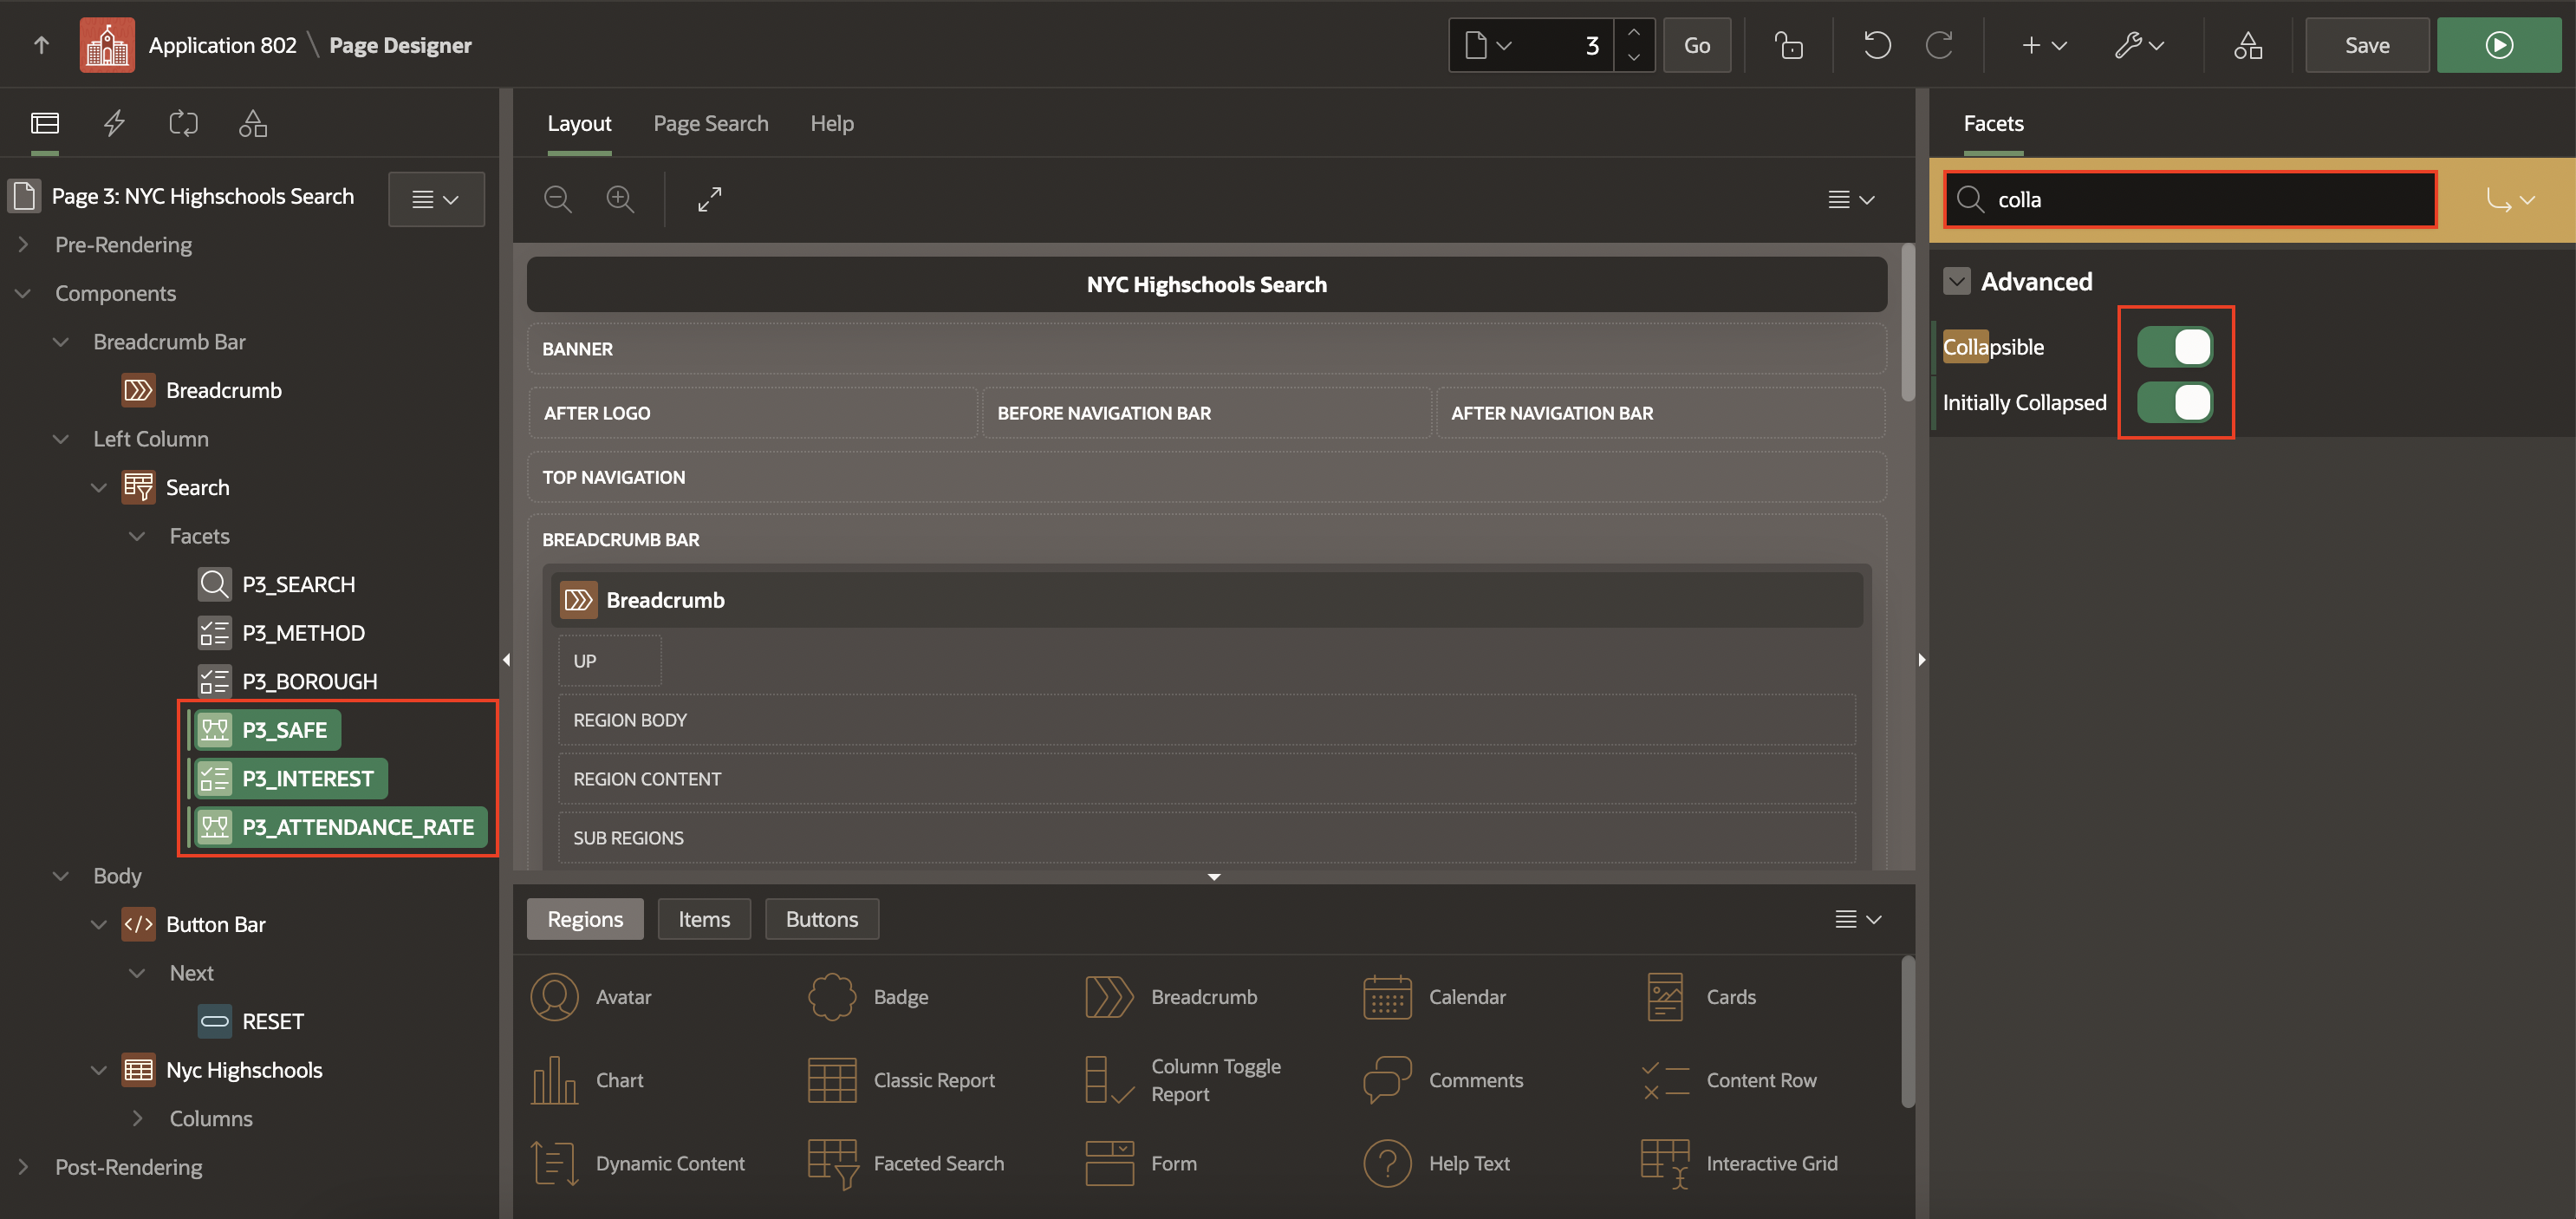 Application 802 \ Page Designer
3
Go
Save
Page 3: NYC Highschools Search
Pre-Rendering
Components
Breadcrumb Bar
Breadcrumb
Left Column
Search
Facets
P3_SEARCH
P3_METHOD
P3_BOROUGH
P3_SAFE
P3_INTEREST
P3_ATTENDANCE_RATE
Body
Button Bar
Next
RESET
Nyc Highschools
Columns
Post-Rendering
Layout Page Search Help
NYC Highschools Search
BANNER
AFTER LOGO BEFORE NAVIGATION BAR AFTER NAVIGATION BAR
TOP NAVIGATION
BREADCRUMB BAR
Breadcrumb
UP
REGION BODY
REGION CONTENT
SUB REGIONS
Regions Items Buttons
Avatar Badge Breadcrumb Calendar Cards
Chart Classic Report Column Toggle Report Comments Content Row
Dynamic Content Faceted Search Form Help Text Interactive Grid
Facets
colla
Advanced
Collapsible
Initially Collapsed